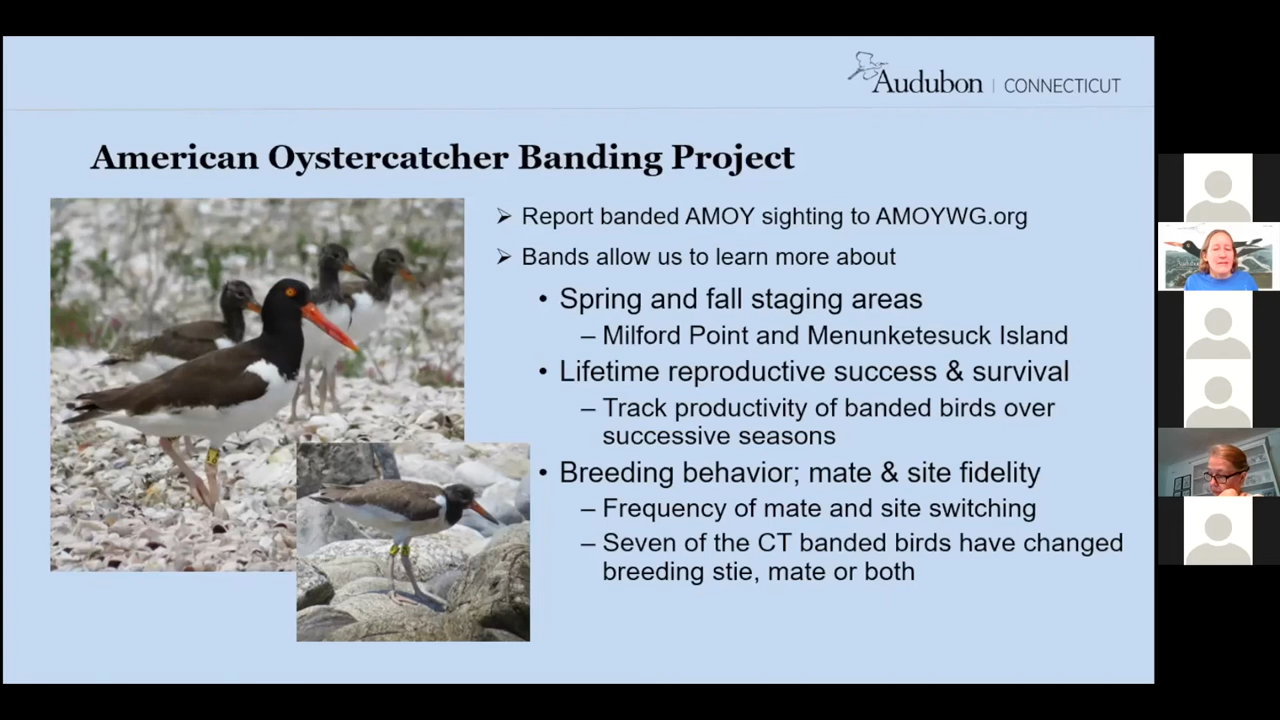 Audubon | CONNECTICUT
American Oystercatcher Banding Project
➢ Report banded AMOY sighting to AMOYWG.org
➢ Bands allow us to learn more about
• Spring and fall staging areas
– Milford Point and Menunketesuck Island
• Lifetime reproductive success & survival
– Track productivity of banded birds over
successive seasons
• Breeding behavior; mate & site fidelity
– Frequency of mate and site switching
– Seven of the CT banded birds have changed
breeding stie, mate or both
Audubon